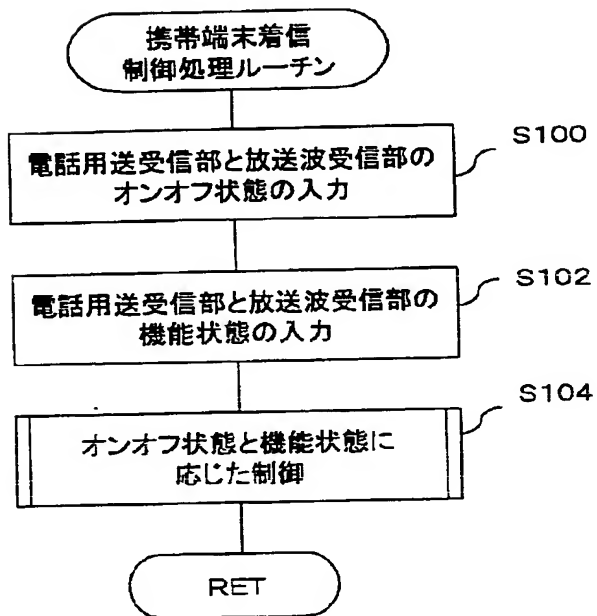 携帯端末着信
制御処理ルーチン
電話用送受信部と放送波受信部の
オンオフ状態の入力
S100
電話用送受信部と放送波受信部の
機能状態の入力
S102
オンオフ状態と機能状態に
応じた制御
S104
RET